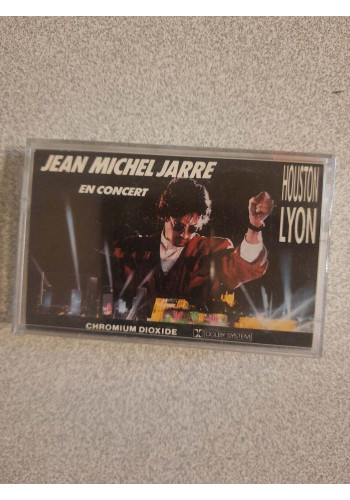 JEAN MICHEL JARRE
EN CONCERT
HOUSTON
LYON
CHROMIUM DIOXIDE
DOLBY SYSTEM